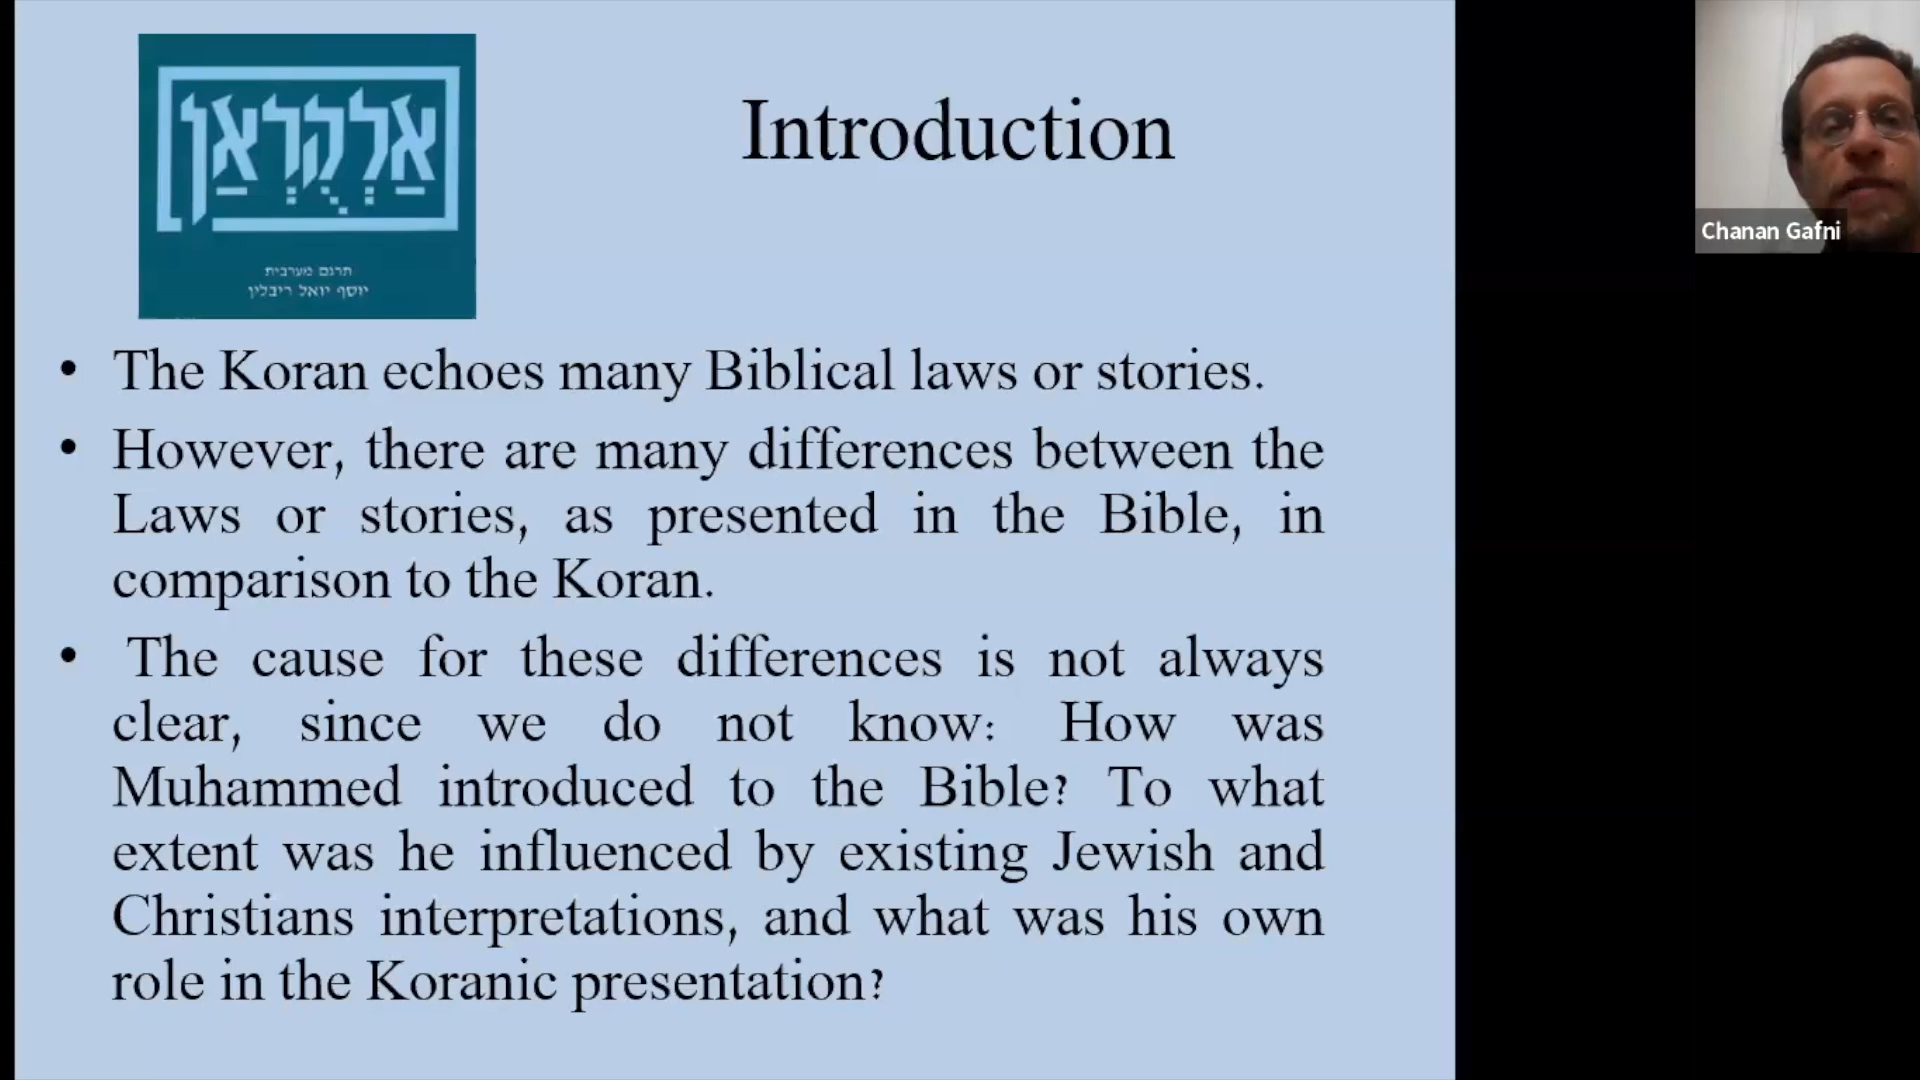 אַלְקֻרְאַן
תרגם מערבית
יוסף יואל ריבלין
Introduction
• The Koran echoes many Biblical laws or stories.
• However, there are many differences between the
Laws or stories, as presented in the Bible, in
comparison to the Koran.
• The cause for these differences is not always
clear, since we do not know: How was
Muhammed introduced to the Bible? To what
extent was he influenced by existing Jewish and
Christians interpretations, and what was his own
role in the Koranic presentation?
Chanan Gafni